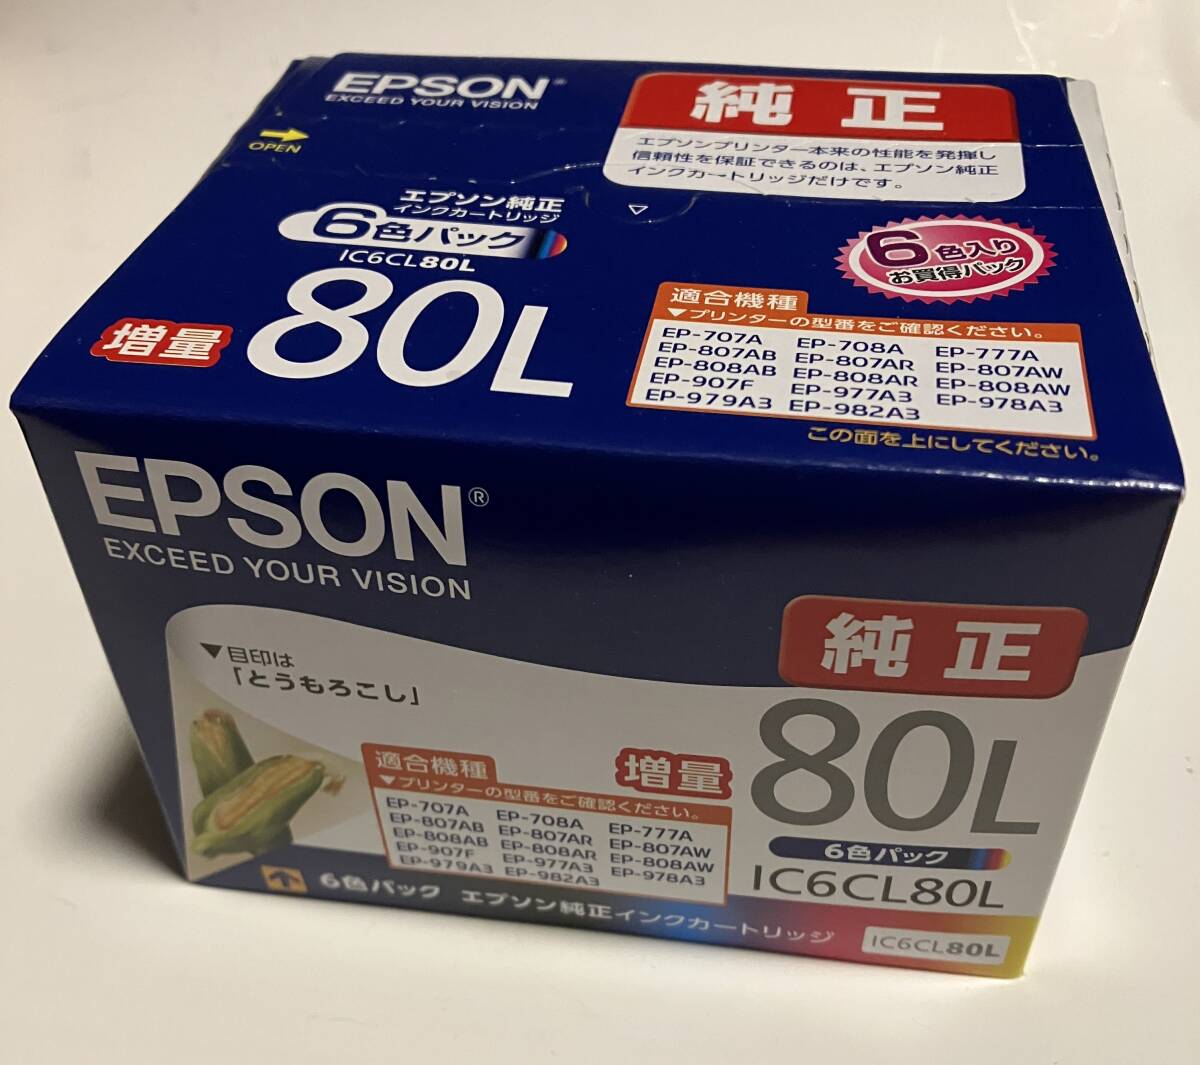 EPSON®
EXCEED YOUR VISION
OPEN
純正
エプソンプリンター本来の性能を発揮し
信頼性を保証できるのは、エプソン純正
インクカートリッジだけです。
エプソン純正
インクカートリッジ
6色パック
IC6CL80L
増量
80L
6色入り
お買得パック
適合機種
▼プリンターの型番をご確認ください。
EP-707A EP-708A EP-777A
EP-807AB EP-807AR EP-807AW
EP-808AB EP-808AR EP-808AW
EP-907F EP-977A3 EP-978A3
EP-979A3 EP-982A3
この面を上にしてください。
EPSON®
EXCEED YOUR VISION
純正
▼目印は
「とうもろこし」
増量
80L
6色パック
IC6CL80L
適合機種
▼プリンターの型番をご確認ください。
EP-707A EP-708A EP-777A
EP-807AB EP-807AR EP-807AW
EP-808AB EP-808AR EP-808AW
EP-907F EP-977A3 EP-978A3
EP-979A3 EP-982A3
6色パック エプソン純正インクカートリッジ IC6CL80L